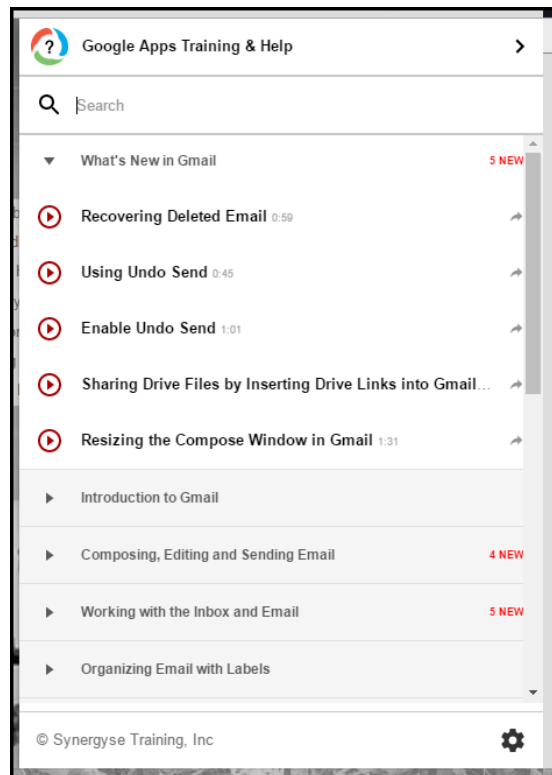 ? Google Apps Training & Help
Search
What's New in Gmail 5 NEW
Recovering Deleted Email 0:59
Using Undo Send 0:45
Enable Undo Send 1:01
Sharing Drive Files by Inserting Drive Links into Gmail...
Resizing the Compose Window in Gmail 1:31
Introduction to Gmail
Composing, Editing and Sending Email 4 NEW
Working with the Inbox and Email 5 NEW
Organizing Email with Labels
© Synergyse Training, Inc